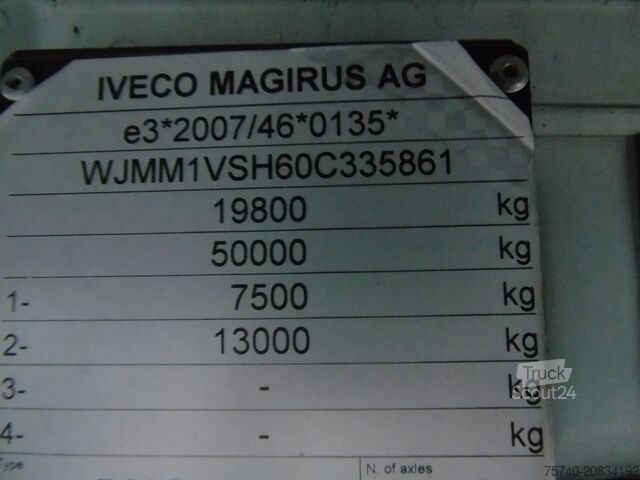 IVECO MAGIRUS AG
e3*2007/46*0135*
WJMM1VSH60C335861
19800 kg
50000 kg
1- 7500 kg
2- 13000 kg
3- - kg
4- - kg
Type N. of axles
Truck
Scout24
75740-20834192